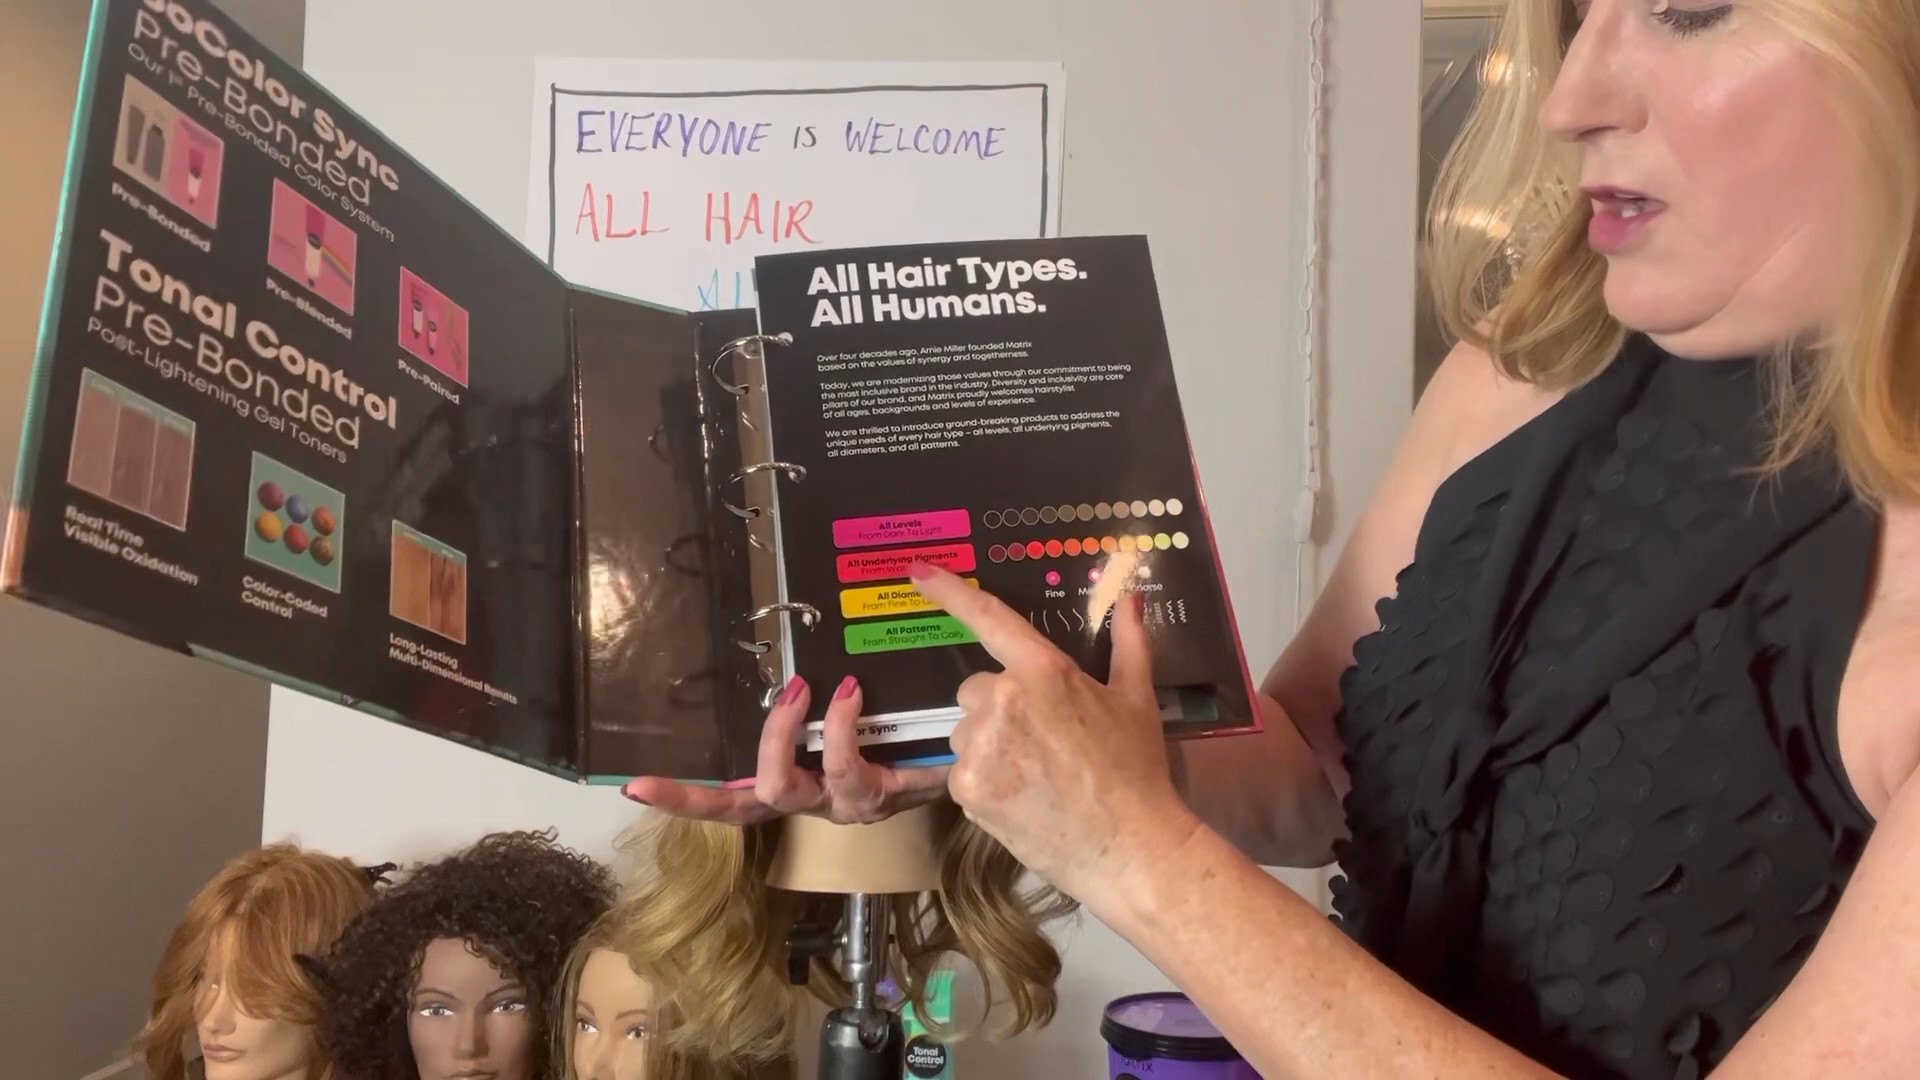 EVERYONE IS WELCOME
ALL HAIR
SoColor Sync
Pre-Bonded
Our 1st Pre-Bonded Color System
Pre-Bonded
Pre-Blended
Pre-Paired
Tonal Control
Pre-Bonded
Post-Lightening Gel Toners
Real Time
Visible Oxidation
Color-Coded
Control
Long-Lasting
Multi-Dimensional Results
All Hair Types.
All Humans.
Over four decades ago, Arnie Miller founded Matrix
based on the values of synergy and togetherness.
Today, we are modernizing those values through our commitment to being
the most inclusive brand in the industry. Diversity and inclusivity are core
pillars of our brand, and Matrix proudly welcomes hairstylist
of all ages, backgrounds and levels of experience.
We are thrilled to introduce ground-breaking products to address the
unique needs of every hair type – all levels, all underlying pigments,
all diameters, and all patterns.
All Levels
From Dark To Light
All Underlying Pigments
From
All
From Fine To
All Patterns
From Straight To Coily
Fine
Sync
Tonal
Control